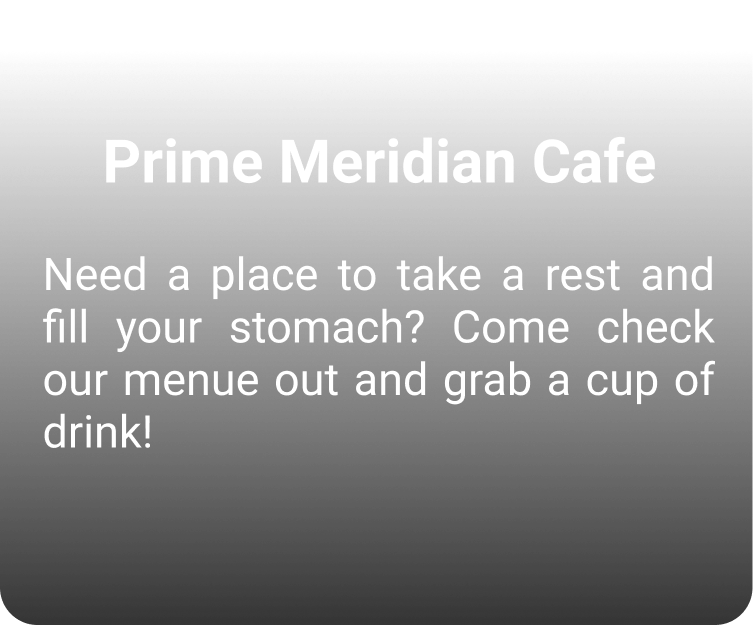 Prime Meridian Cafe
Need a place to take a rest and
fill your stomach? Come check
our menue out and grab a cup of
drink!